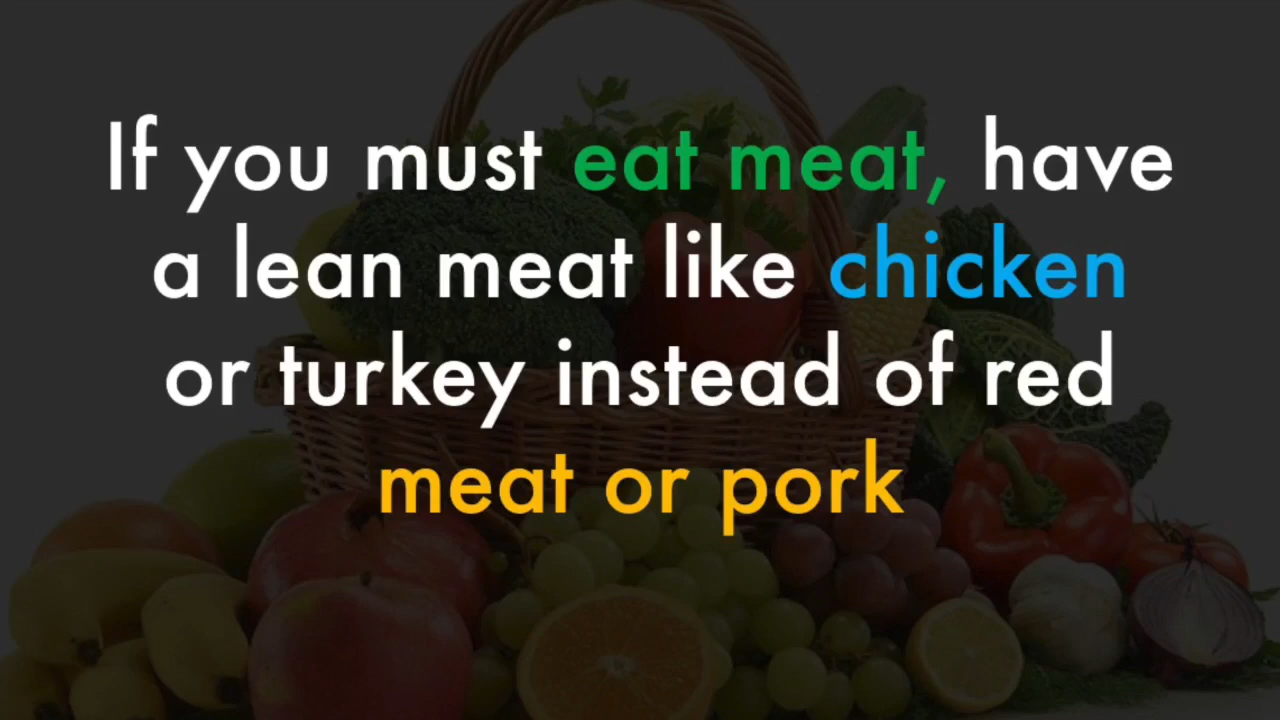 If you must eat meat, have
a lean meat like chicken
or turkey instead of red
meat or pork